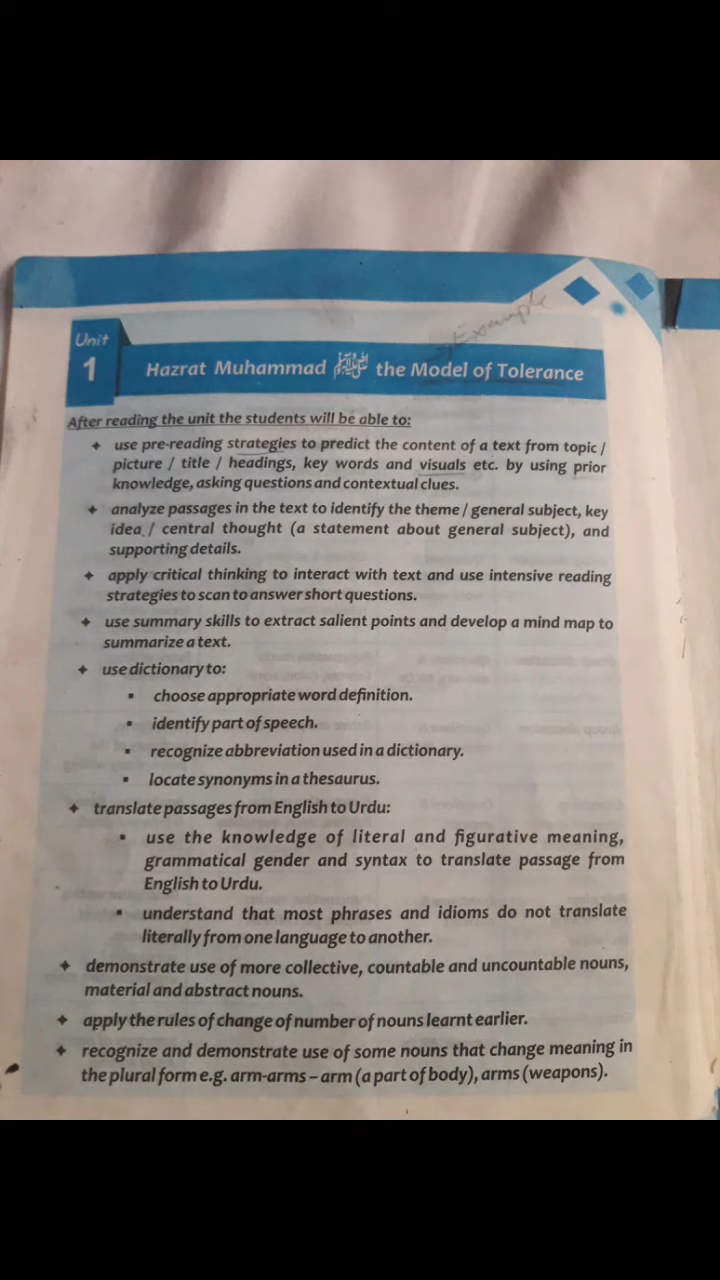 Example
Unit
1
Hazrat Muhammad ﷺ the Model of Tolerance
After reading the unit the students will be able to:
✦ use pre-reading strategies to predict the content of a text from topic /
picture / title / headings, key words and visuals etc. by using prior
knowledge, asking questions and contextual clues.
✦ analyze passages in the text to identify the theme / general subject, key
idea / central thought (a statement about general subject), and
supporting details.
✦ apply critical thinking to interact with text and use intensive reading
strategies to scan to answer short questions.
✦ use summary skills to extract salient points and develop a mind map to
summarize a text.
✦ use dictionary to:
▪ choose appropriate word definition.
▪ identify part of speech.
▪ recognize abbreviation used in a dictionary.
▪ locate synonyms in a thesaurus.
✦ translate passages from English to Urdu:
▪ use the knowledge of literal and figurative meaning,
grammatical gender and syntax to translate passage from
English to Urdu.
▪ understand that most phrases and idioms do not translate
literally from one language to another.
✦ demonstrate use of more collective, countable and uncountable nouns,
material and abstract nouns.
✦ apply the rules of change of number of nouns learnt earlier.
✦ recognize and demonstrate use of some nouns that change meaning in
the plural form e.g. arm-arms – arm (a part of body), arms (weapons).